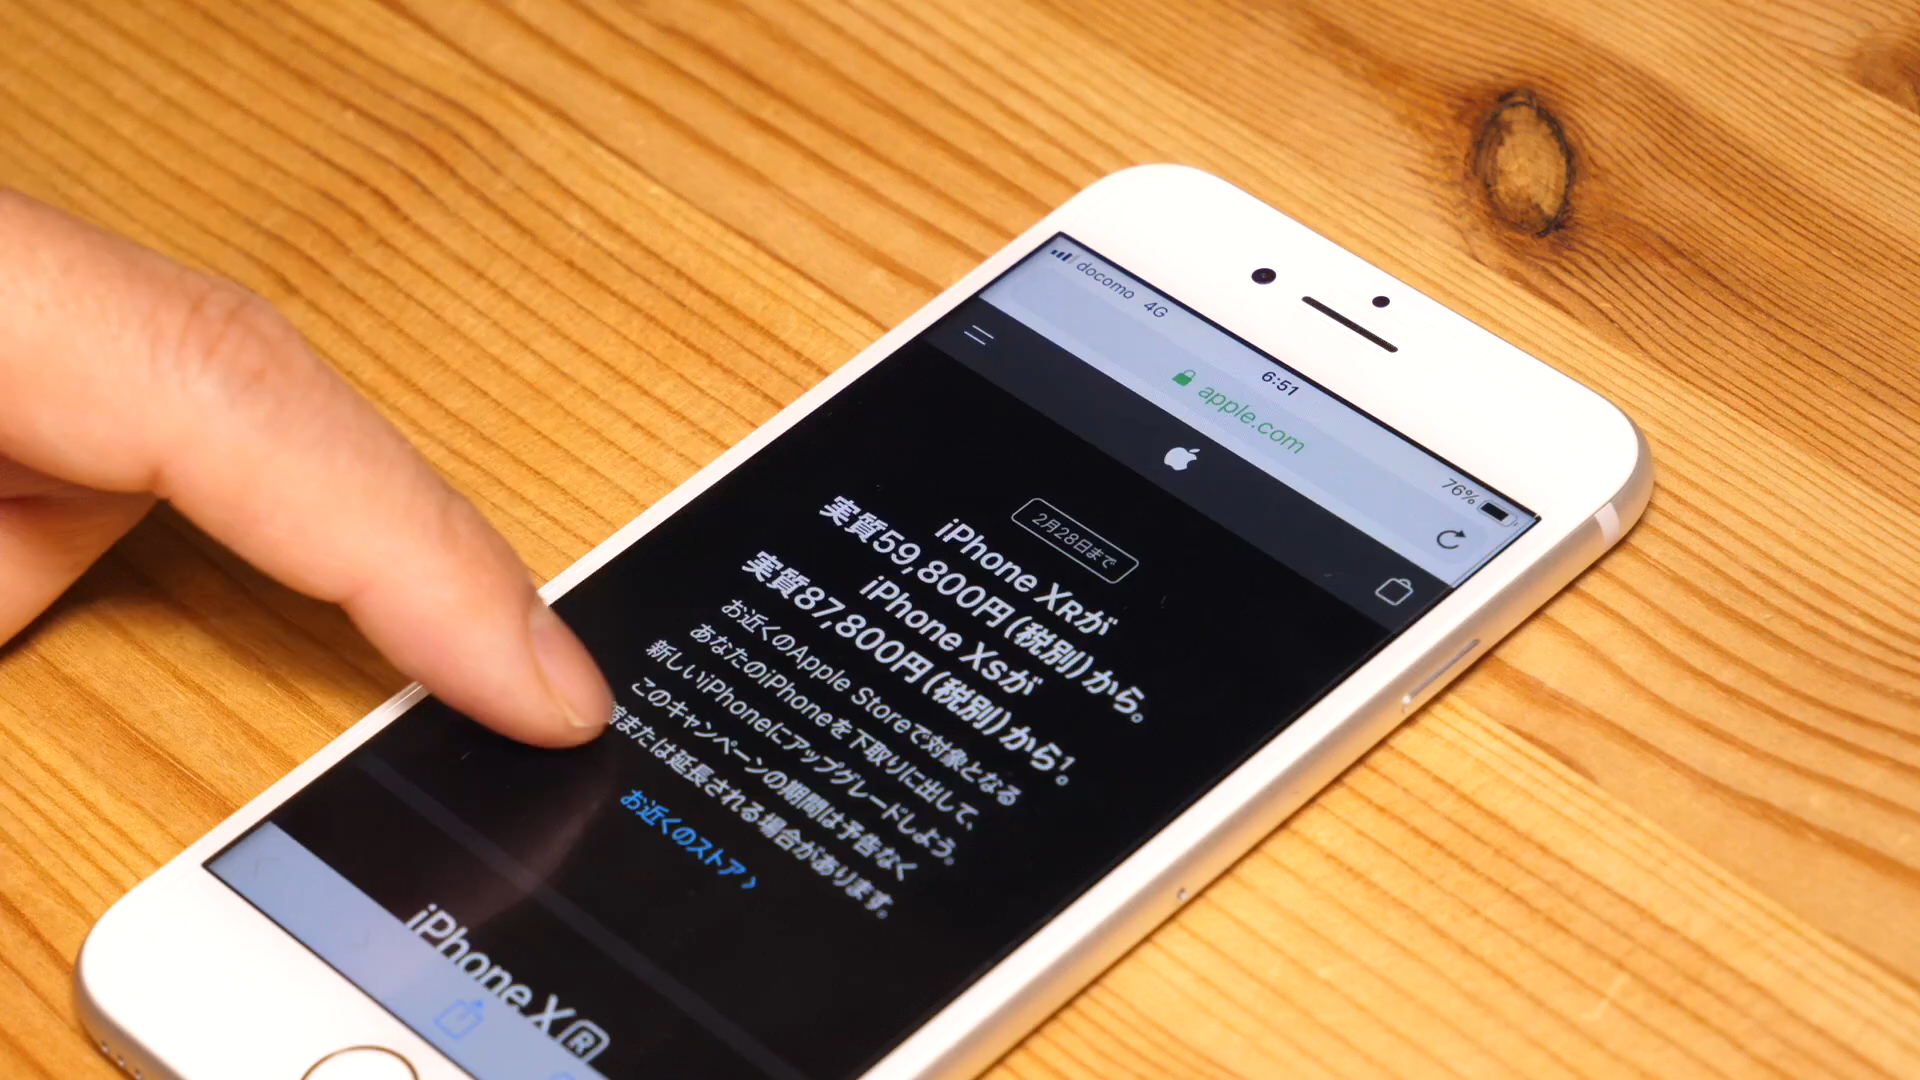 docomo 4G
6:51
76%
apple.com
2月28日まで
iPhone XRが
実質59,800円(税別)から。
iPhone XSが
実質87,800円(税別)から¹。
お近くのApple Storeで対象となる
あなたのiPhoneを下取りに出して、
新しいiPhoneにアップグレードしよう。
このキャンペーンの期間は予告なく
または延長される場合があります。
お近くのストア >
iPhone XR